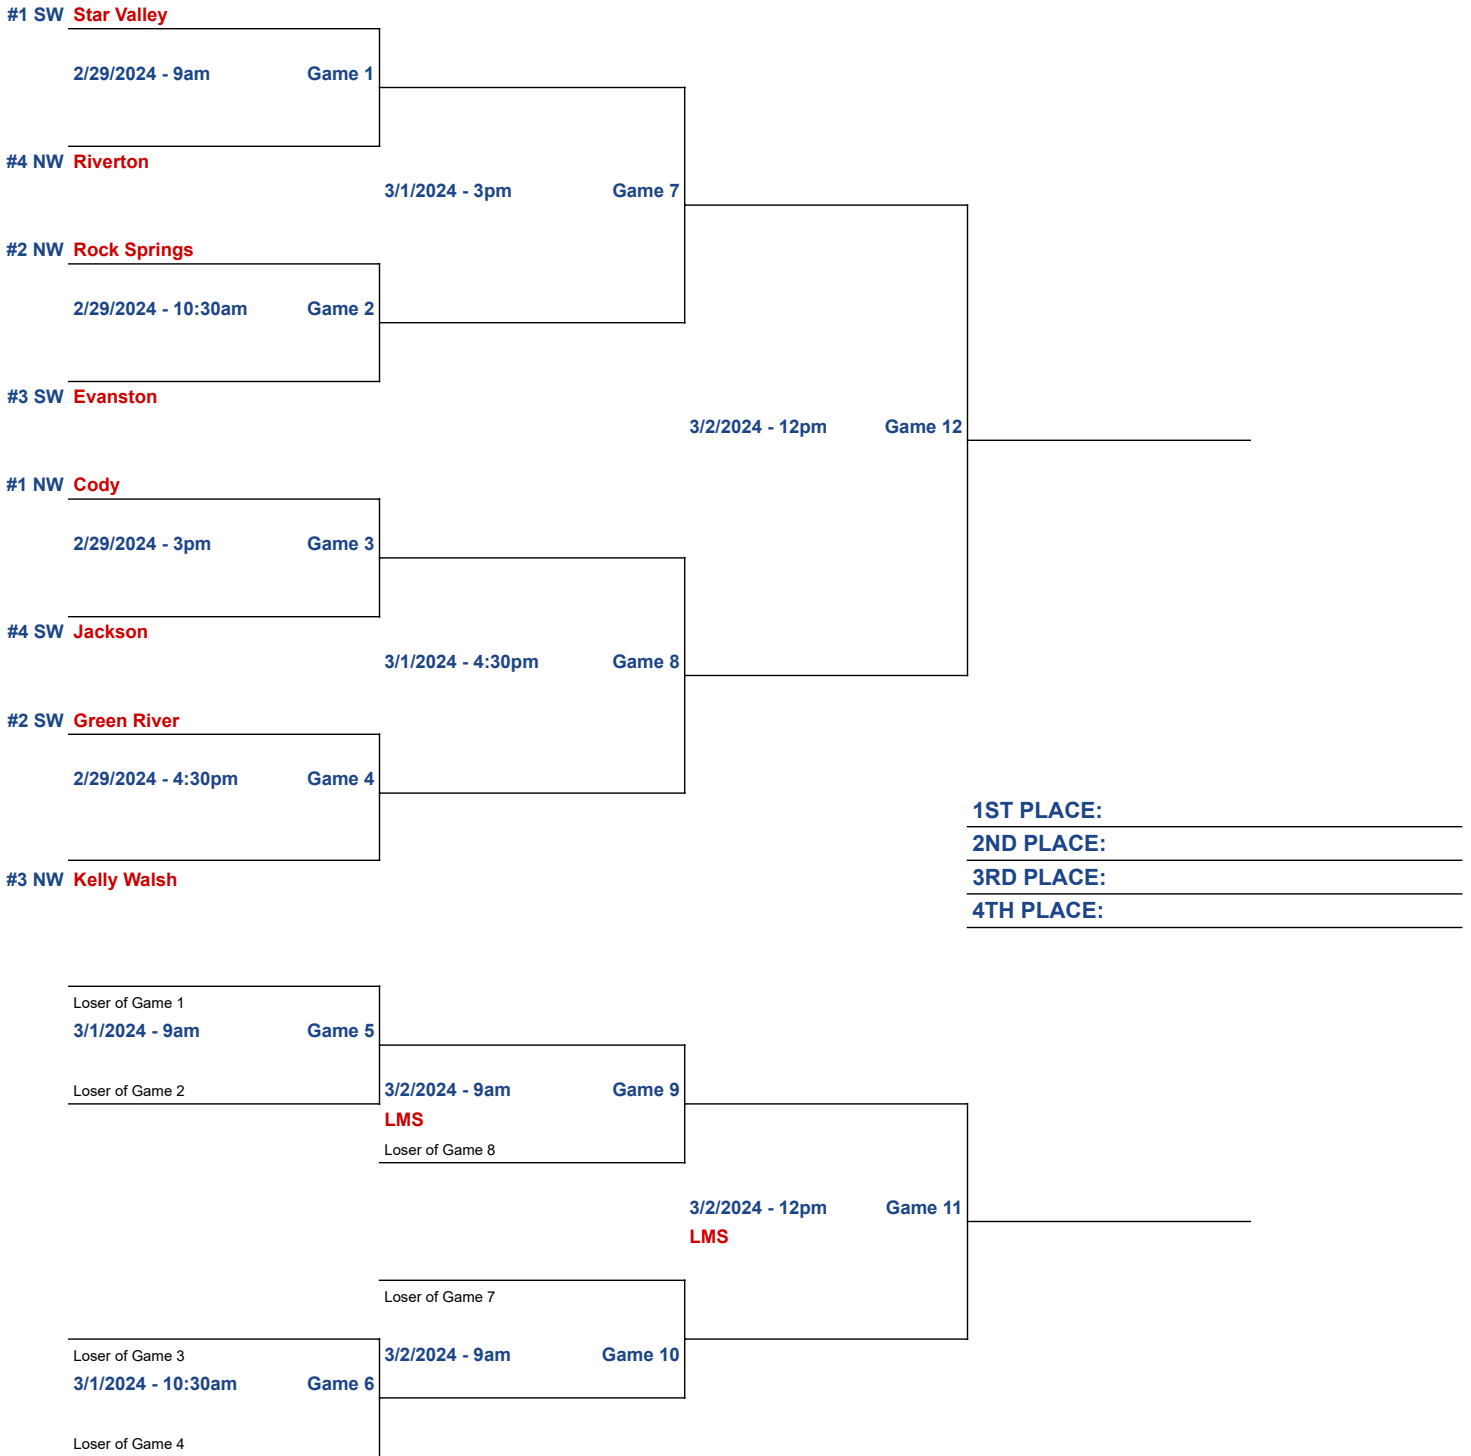 #1 SW Star Valley
2/29/2024 - 9am Game 1
#4 NW Riverton
3/1/2024 - 3pm Game 7
#2 NW Rock Springs
2/29/2024 - 10:30am Game 2
#3 SW Evanston
3/2/2024 - 12pm Game 12
#1 NW Cody
2/29/2024 - 3pm Game 3
#4 SW Jackson
3/1/2024 - 4:30pm Game 8
#2 SW Green River
2/29/2024 - 4:30pm Game 4
1ST PLACE:
2ND PLACE:
#3 NW Kelly Walsh
3RD PLACE:
4TH PLACE:
Loser of Game 1
3/1/2024 - 9am Game 5
Loser of Game 2
3/2/2024 - 9am Game 9
LMS
Loser of Game 8
3/2/2024 - 12pm Game 11
LMS
Loser of Game 7
Loser of Game 3
3/2/2024 - 9am Game 10
3/1/2024 - 10:30am Game 6
Loser of Game 4